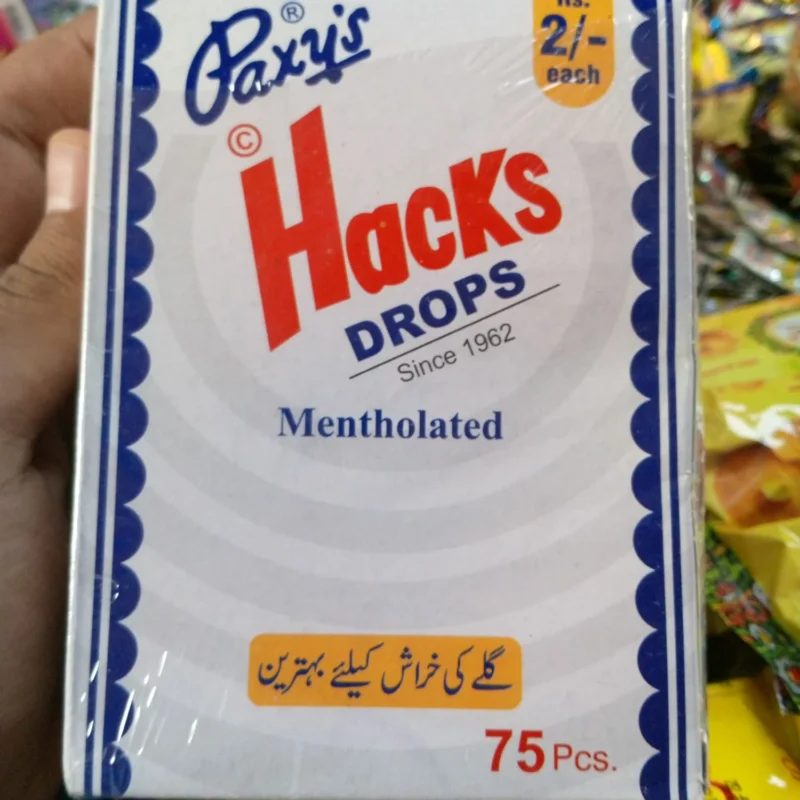 Paxy's ®
Rs.
2/-
each
©
Hacks
DROPS
Since 1962
Mentholated
گلے کی خراش کیلئے بہترین
75 Pcs.